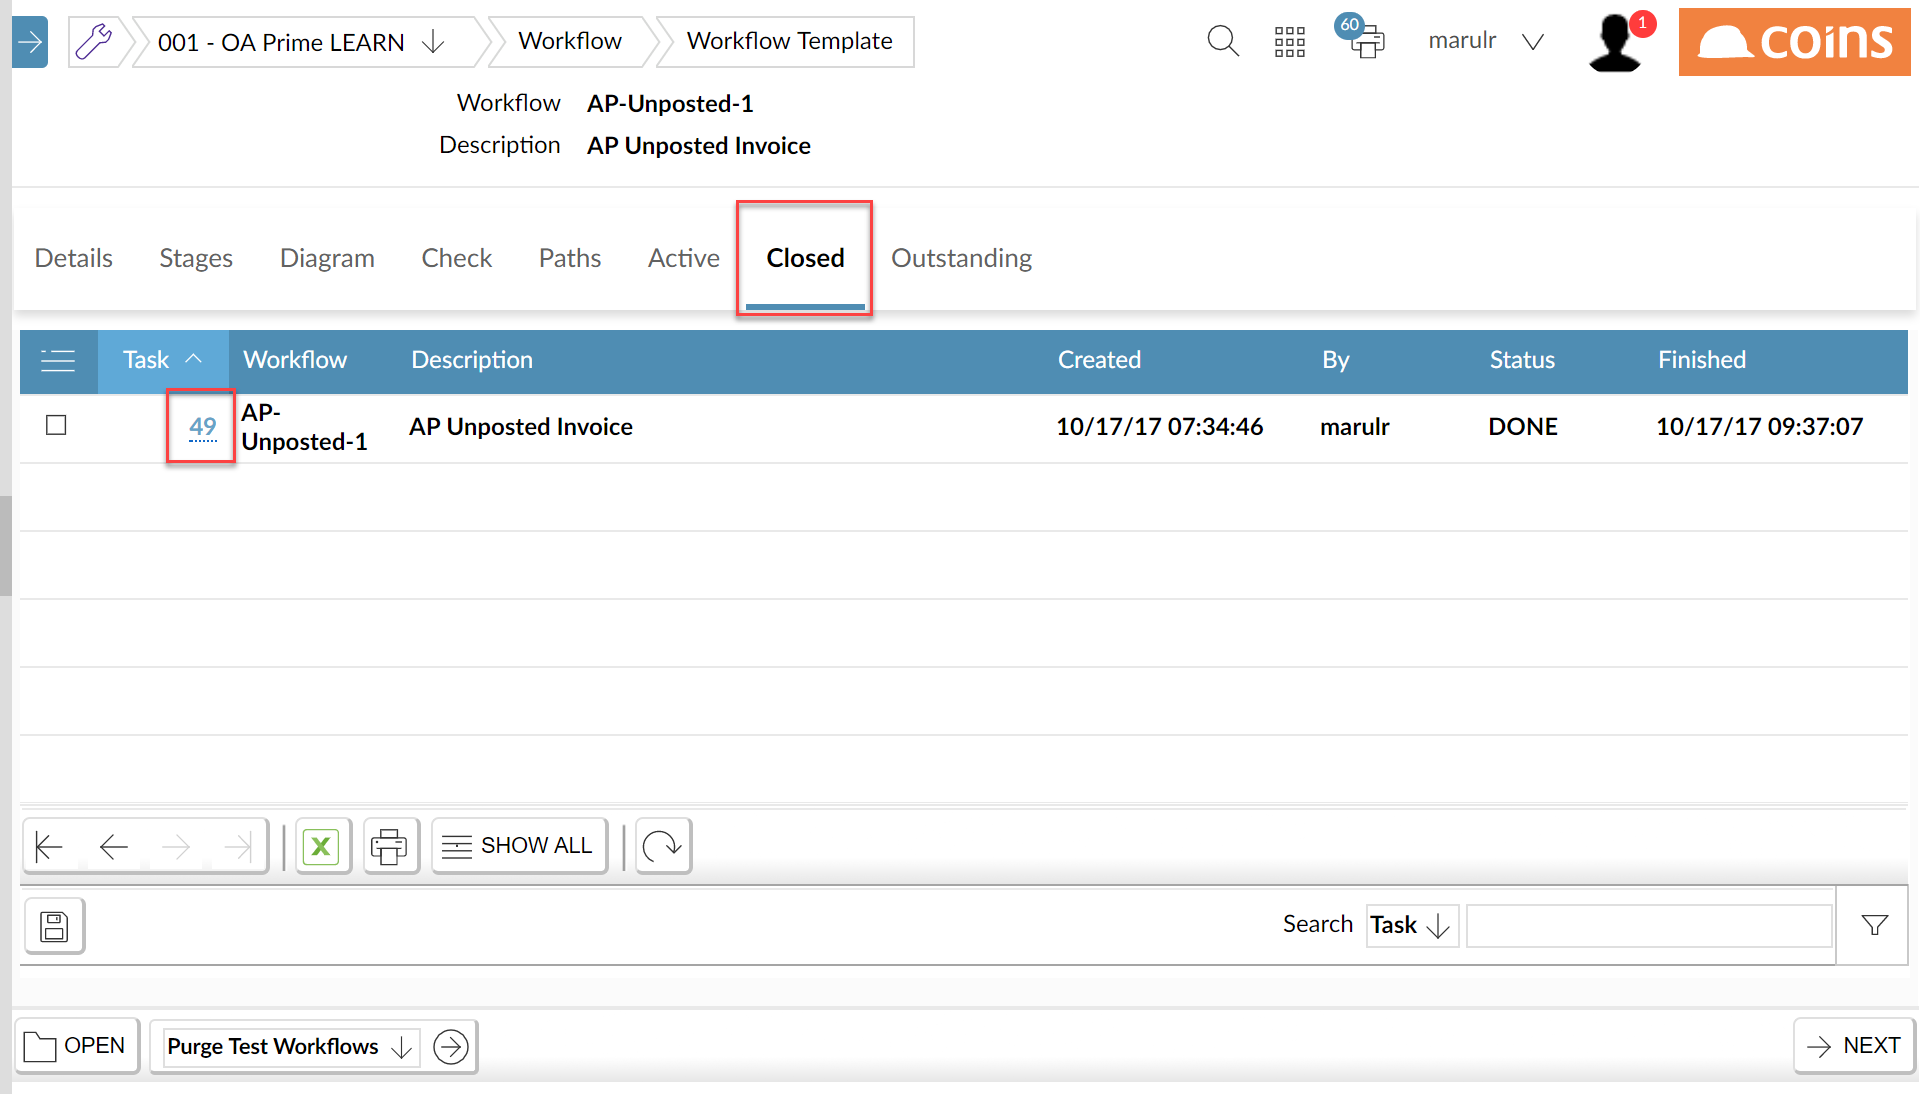 001 - OA Prime LEARN
Workflow
Workflow Template
60
marulr
1
coins
Workflow AP-Unposted-1
Description AP Unposted Invoice
Details Stages Diagram Check Paths Active Closed Outstanding
Task Workflow Description Created By Status Finished
49 AP-
Unposted-1 AP Unposted Invoice 10/17/17 07:34:46 marulr DONE 10/17/17 09:37:07
X SHOW ALL
Search Task
OPEN Purge Test Workflows NEXT